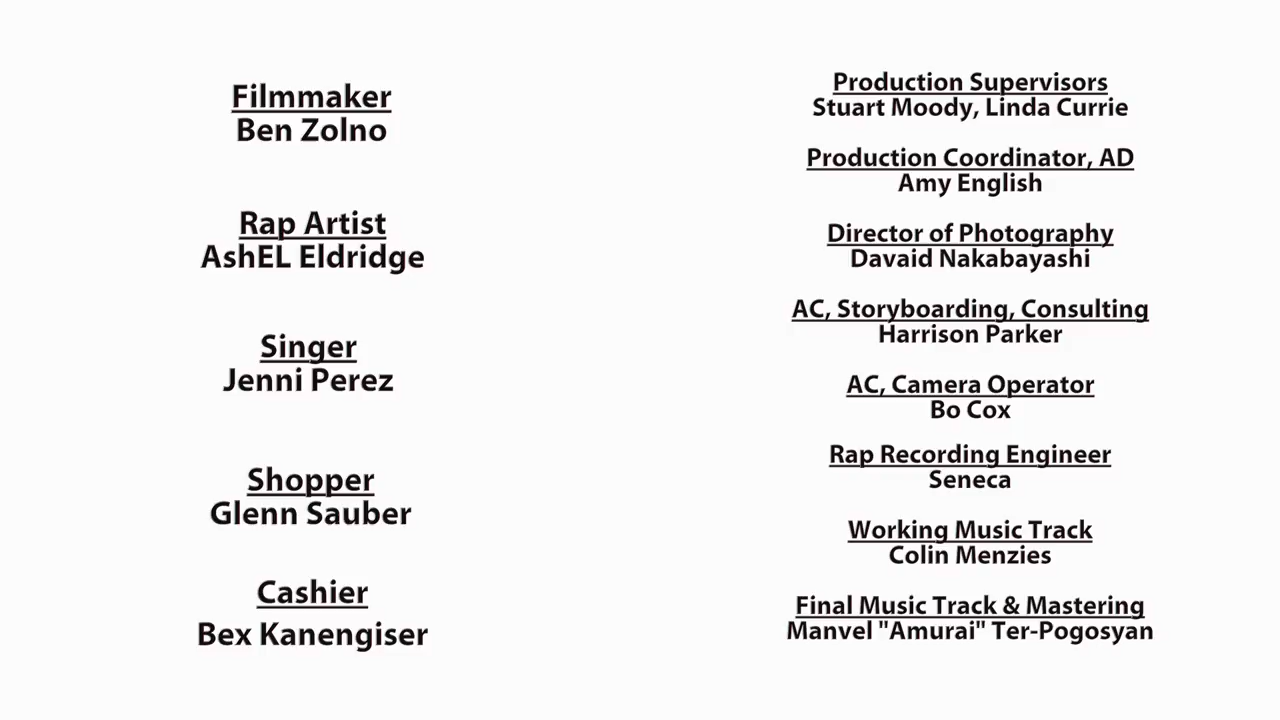 Filmmaker
Ben Zolno
Rap Artist
AshEL Eldridge
Singer
Jenni Perez
Shopper
Glenn Sauber
Cashier
Bex Kanengiser
Production Supervisors
Stuart Moody, Linda Currie
Production Coordinator, AD
Amy English
Director of Photography
Davaid Nakabayashi
AC, Storyboarding, Consulting
Harrison Parker
AC, Camera Operator
Bo Cox
Rap Recording Engineer
Seneca
Working Music Track
Colin Menzies
Final Music Track & Mastering
Manvel "Amurai" Ter-Pogosyan